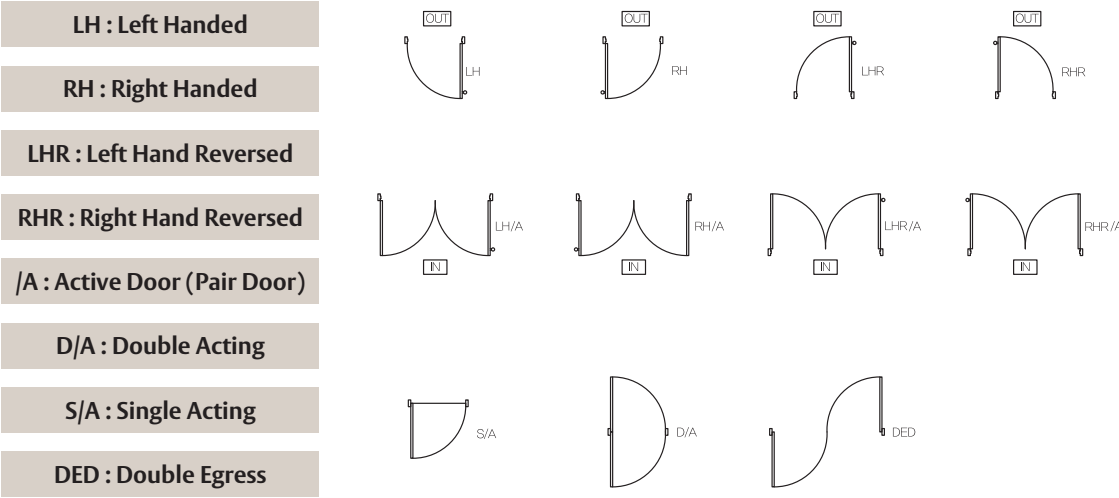 LH : Left Handed
RH : Right Handed
LHR : Left Hand Reversed
RHR : Right Hand Reversed
/A : Active Door (Pair Door)
D/A : Double Acting
S/A : Single Acting
DED : Double Egress
OUT
OUT
OUT
OUT
LH
RH
LHR
RHR
LH/A
RH/A
LHR/A
RHR/A
IN
IN
IN
IN
S/A
D/A
DED